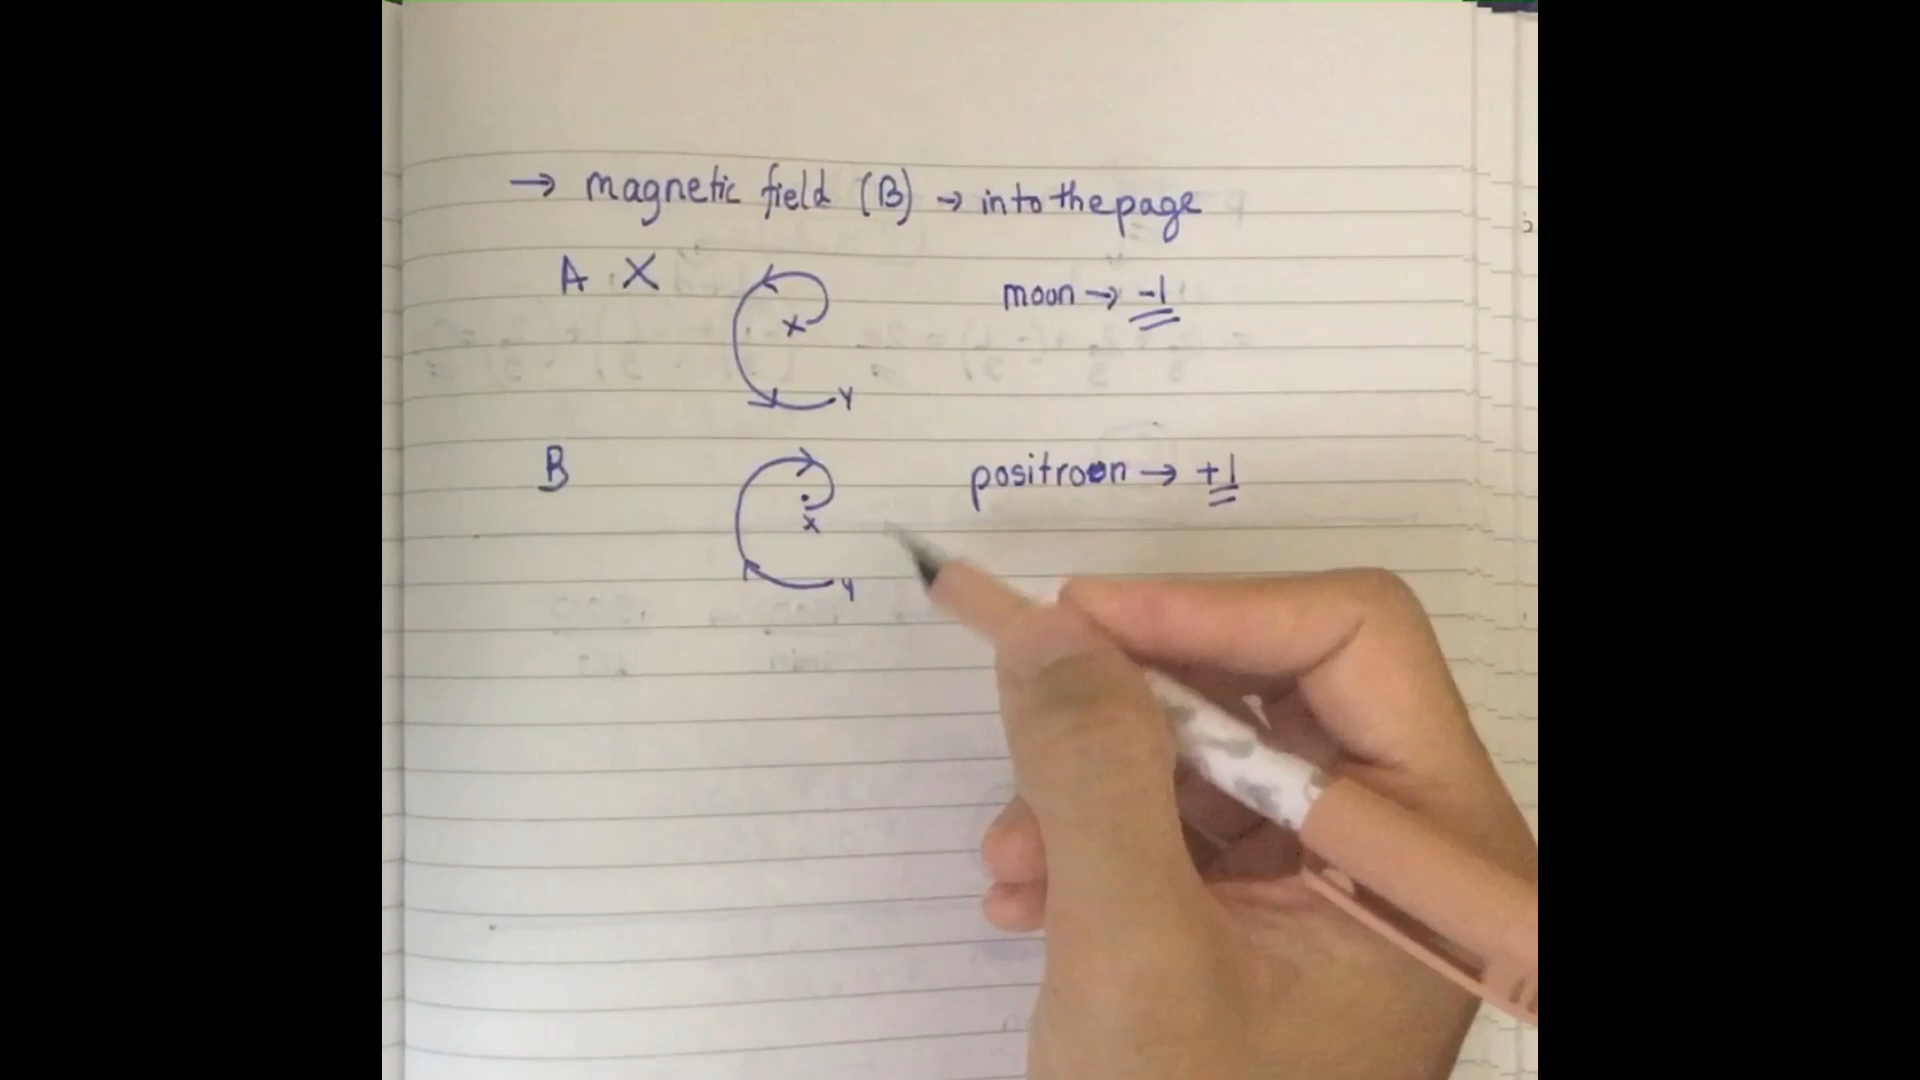 → magnetic field (B) → into the page
A X
x
moon → -1
Y
B
positroon → +1
x
y